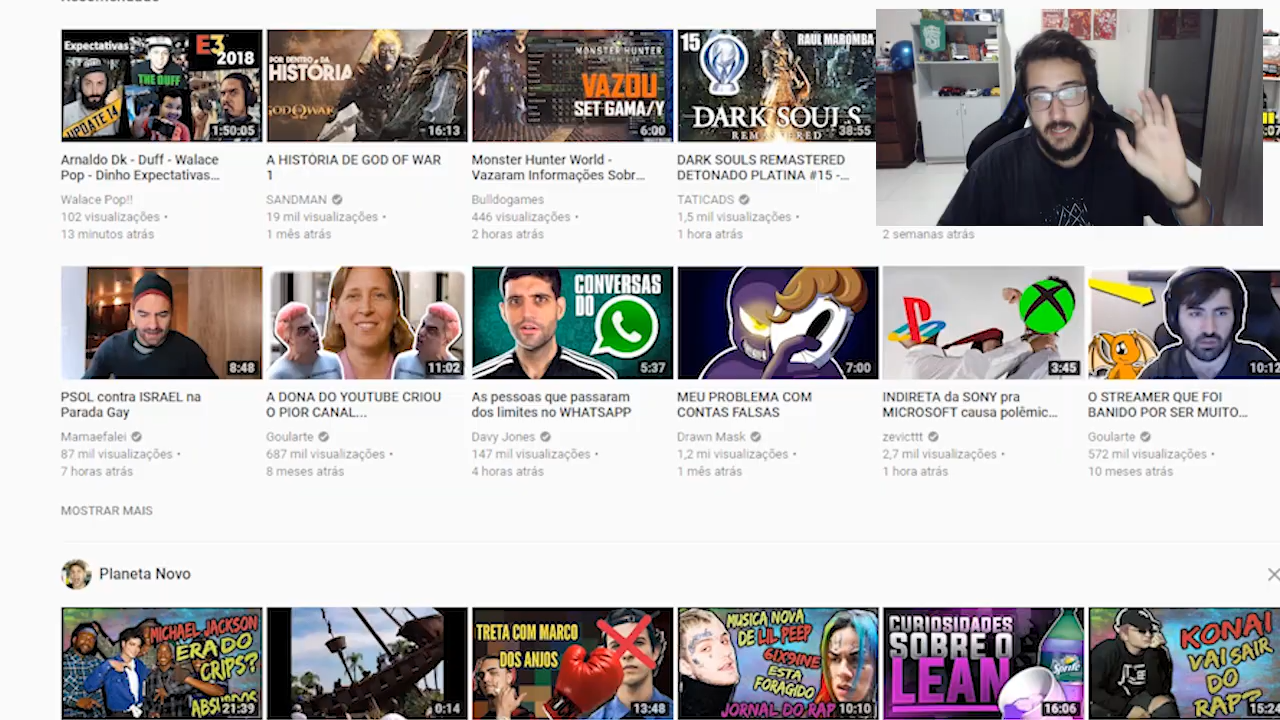 Recomendado
Expectativas
E3
2018
THE DUFF
UPDATE 14
1:50:05
POR DENTRO DA
HISTÓRIA
GOD OF WAR
16:13
MONSTER HUNTER
VAZOU
SET GAMA/Y
6:00
15
RAUL MAROMBA
DARK SOULS
REMASTERED
38:55
Arnaldo Dk - Duff - Walace
Pop - Dinho Expectativas...
Walace Pop!!
102 visualizações •
13 minutos atrás
A HISTÓRIA DE GOD OF WAR
1
SANDMAN
19 mil visualizações •
1 mês atrás
Monster Hunter World -
Vazaram Informações Sobr...
Bulldogames
446 visualizações •
2 horas atrás
DARK SOULS REMASTERED
DETONADO PLATINA #15 -...
TATICADS
1,5 mil visualizações •
1 hora atrás
2 semanas atrás
8:48
11:02
CONVERSAS
DO
5:37
7:00
3:45
10:12
PSOL contra ISRAEL na
Parada Gay
Mamaefalei
87 mil visualizações •
7 horas atrás
A DONA DO YOUTUBE CRIOU
O PIOR CANAL...
Goularte
687 mil visualizações •
8 meses atrás
As pessoas que passaram
dos limites no WHATSAPP
Davy Jones
147 mil visualizações •
4 horas atrás
MEU PROBLEMA COM
CONTAS FALSAS
Drawn Mask
1,2 mi visualizações •
1 mês atrás
INDIRETA da SONY pra
MICROSOFT causa polêmic...
zevicttt
2,7 mil visualizações •
1 hora atrás
O STREAMER QUE FOI
BANIDO POR SER MUITO...
Goularte
572 mil visualizações •
10 meses atrás
MOSTRAR MAIS
Planeta Novo
MICHAEL JACKSON
ERA DO
CRIPS?
21:39
0:14
TRETA COM MARCO
DOS ANJOS
13:48
MUSICA NOVA
DE LIL PEEP
6IX9INE
ESTA
FORAGIDO
JORNAL DO RAP
10:10
CURIOSIDADES
SOBRE O
LEAN
Sprite
16:06
KONAI
VAI SAIR
DO
RAP?
15:24